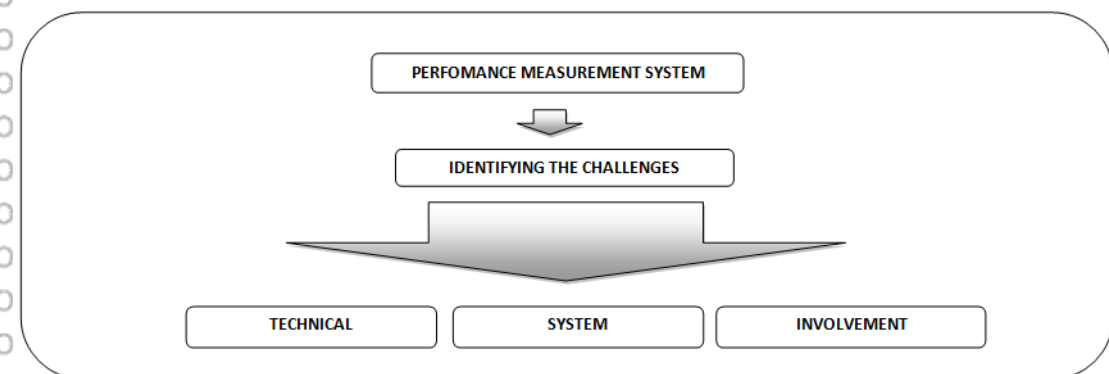 PERFOMANCE MEASUREMENT SYSTEM
IDENTIFYING THE CHALLENGES
TECHNICAL
SYSTEM
INVOLVEMENT